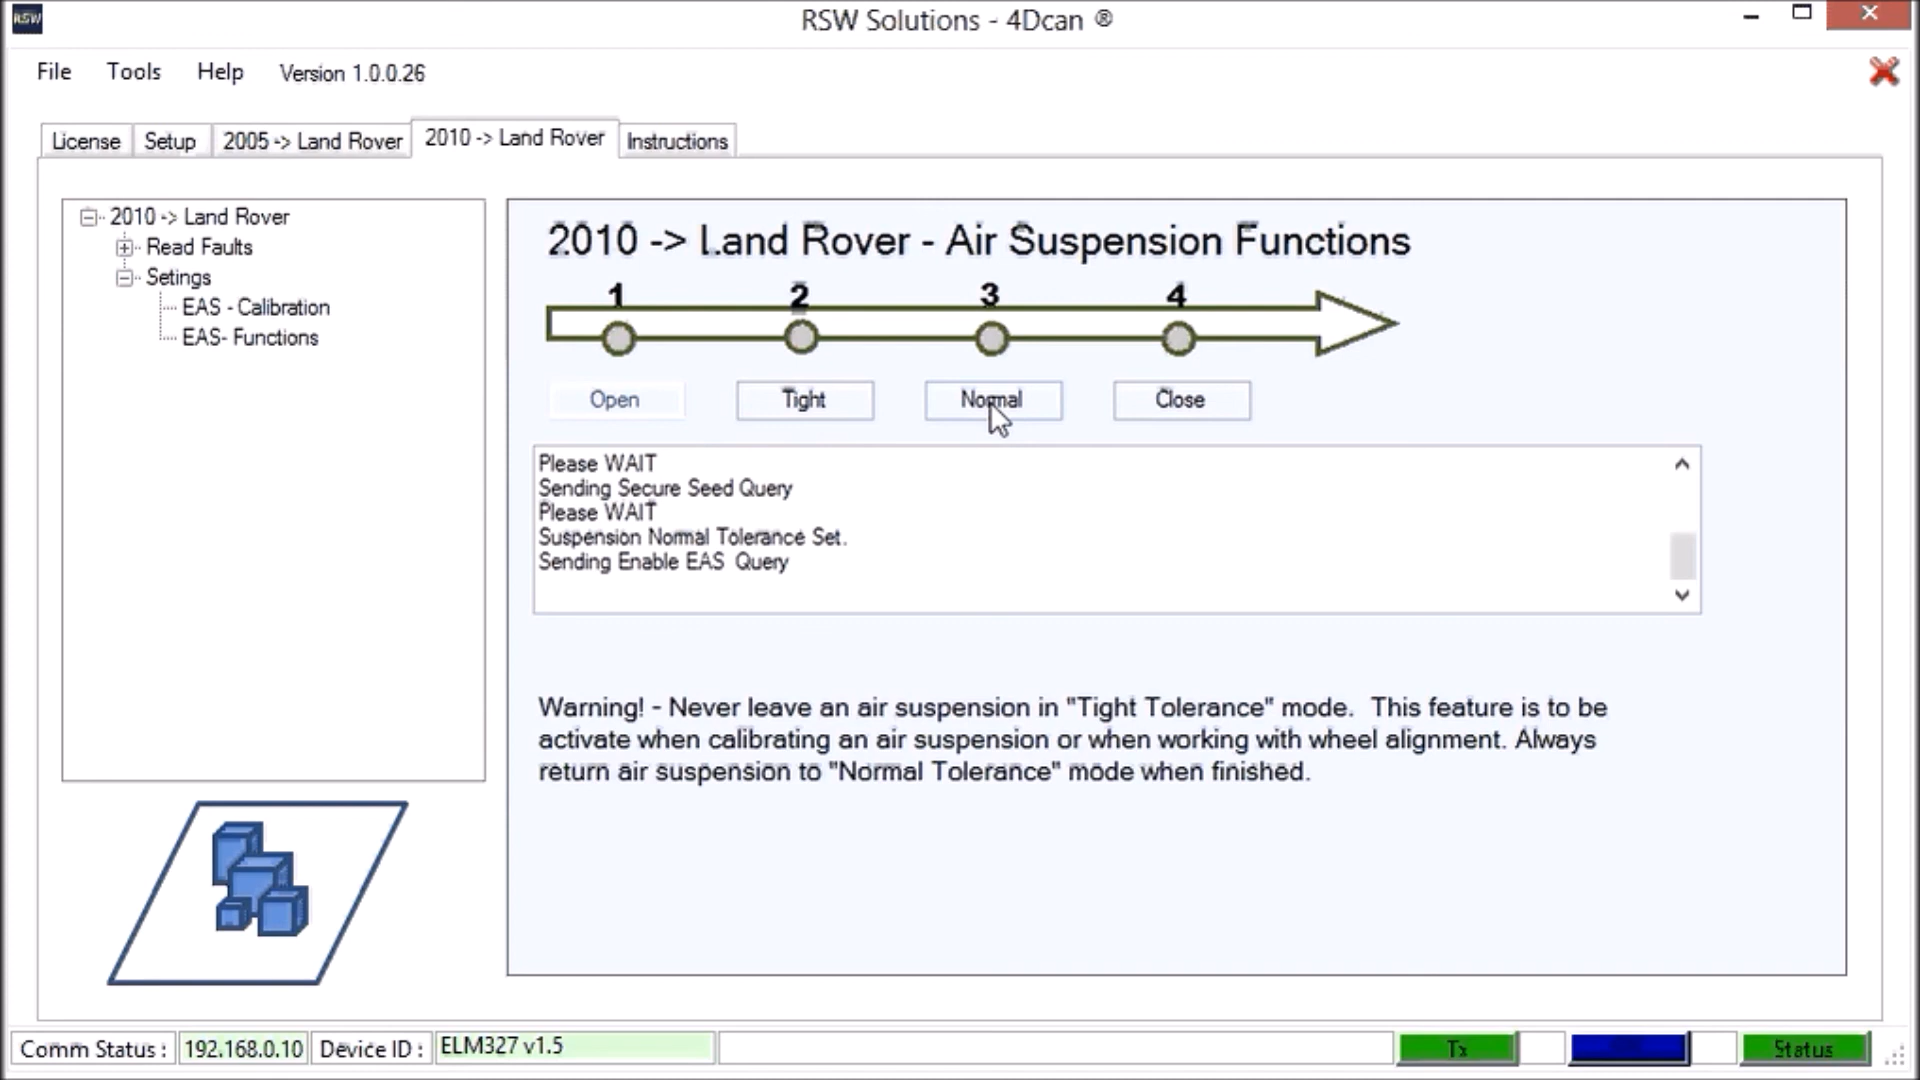 RSW
RSW Solutions - 4Dcan ®
File Tools Help Version 1.0.0.26
License Setup 2005 -> Land Rover 2010 -> Land Rover Instructions
2010 -> Land Rover
Read Faults
Setings
EAS - Calibration
EAS- Functions
2010 -> Land Rover - Air Suspension Functions
1 2 3 4
Open Tight Normal Close
Please WAIT
Sending Secure Seed Query
Please WAIT
Suspension Normal Tolerance Set.
Sending Enable EAS  Query
Warning! - Never leave an air suspension in "Tight Tolerance" mode.  This feature is to be
activate when calibrating an air suspension or when working with wheel alignment. Always
return air suspension to "Normal Tolerance" mode when finished.
Comm Status : 192.168.0.10 Device ID : ELM327 v1.5 Tx Status